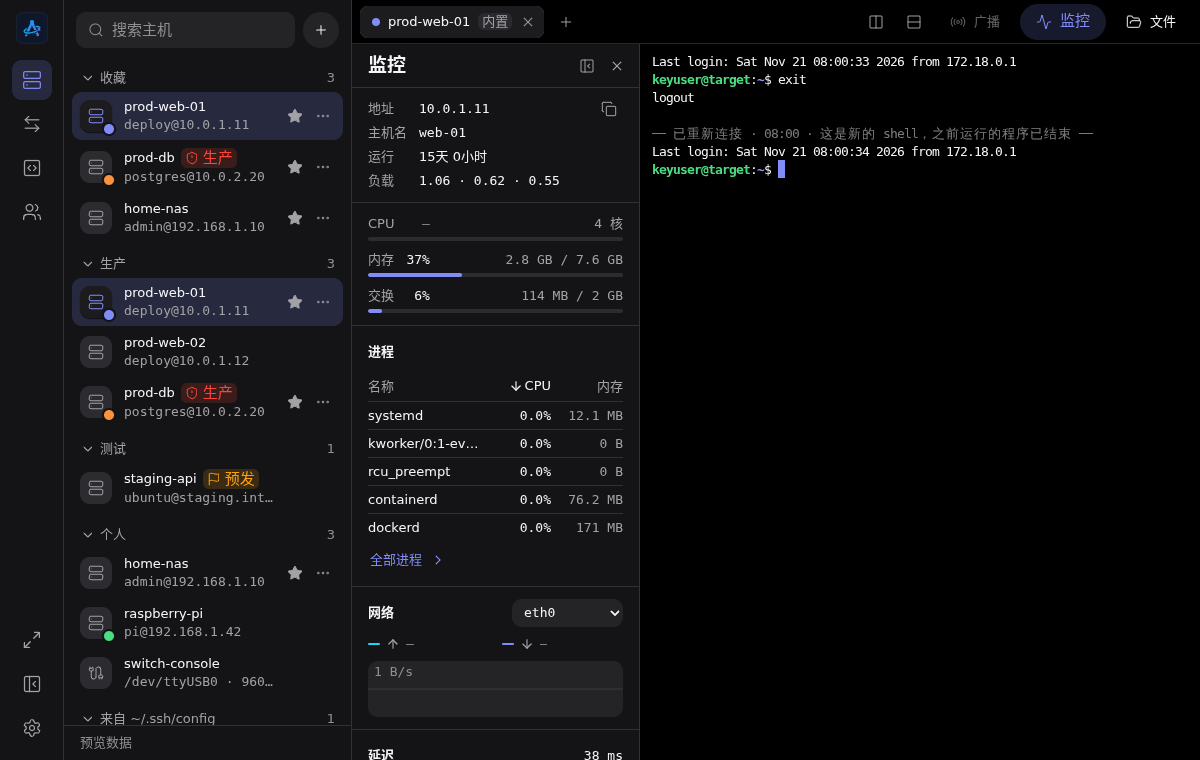 搜索主机
收藏 3
prod-web-01
deploy@10.0.1.11
prod-db 生产
postgres@10.0.2.20
home-nas
admin@192.168.1.10
生产 3
prod-web-01
deploy@10.0.1.11
prod-web-02
deploy@10.0.1.12
prod-db 生产
postgres@10.0.2.20
测试 1
staging-api 预发
ubuntu@staging.int…
个人 3
home-nas
admin@192.168.1.10
raspberry-pi
pi@192.168.1.42
switch-console
/dev/ttyUSB0 · 960…
来自 ~/.ssh/config 1
预览数据
prod-web-01 内置
广播
监控
文件
监控
地址 10.0.1.11
主机名 web-01
运行 15天 0小时
负载 1.06 · 0.62 · 0.55
CPU — 4 核
内存 37% 2.8 GB / 7.6 GB
交换 6% 114 MB / 2 GB
进程
名称 CPU 内存
systemd 0.0% 12.1 MB
kworker/0:1-ev… 0.0% 0 B
rcu_preempt 0.0% 0 B
containerd 0.0% 76.2 MB
dockerd 0.0% 171 MB
全部进程
网络 eth0
↑ — ↓ —
1 B/s
延迟 38 ms
Last login: Sat Nov 21 08:00:33 2026 from 172.18.0.1
keyuser@target:~$ exit
logout
── 已重新连接 · 08:00 · 这是新的 shell，之前运行的程序已结束 ──
Last login: Sat Nov 21 08:00:34 2026 from 172.18.0.1
keyuser@target:~$